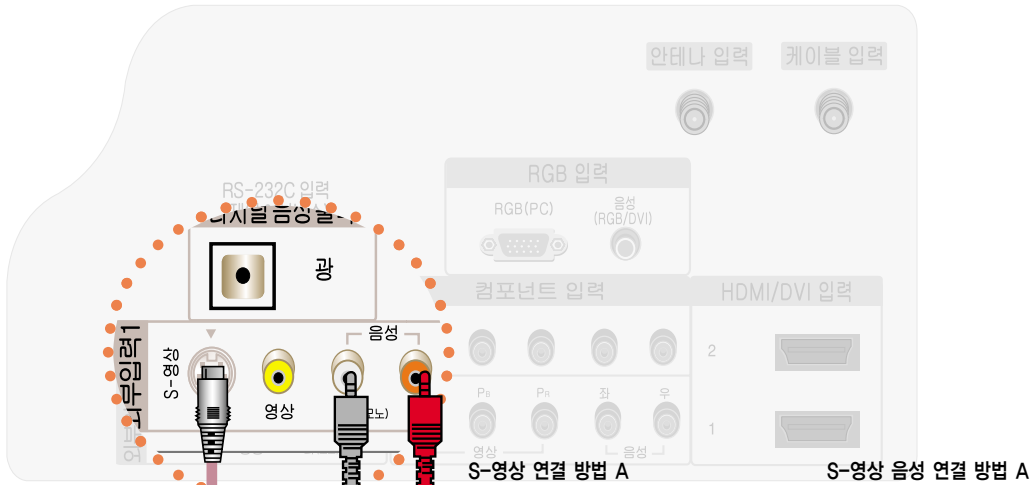 안테나 입력 케이블 입력
RGB 입력
RS-232C 입력
RGB(PC) 음성
(RGB/DVI)
광
컴포넌트 입력 HDMI/DVI 입력
외부입력1
S-영상
음성
영상
2
PB PR 좌 우
1
영상 음성
S-영상 연결 방법 A S-영상 음성 연결 방법 A